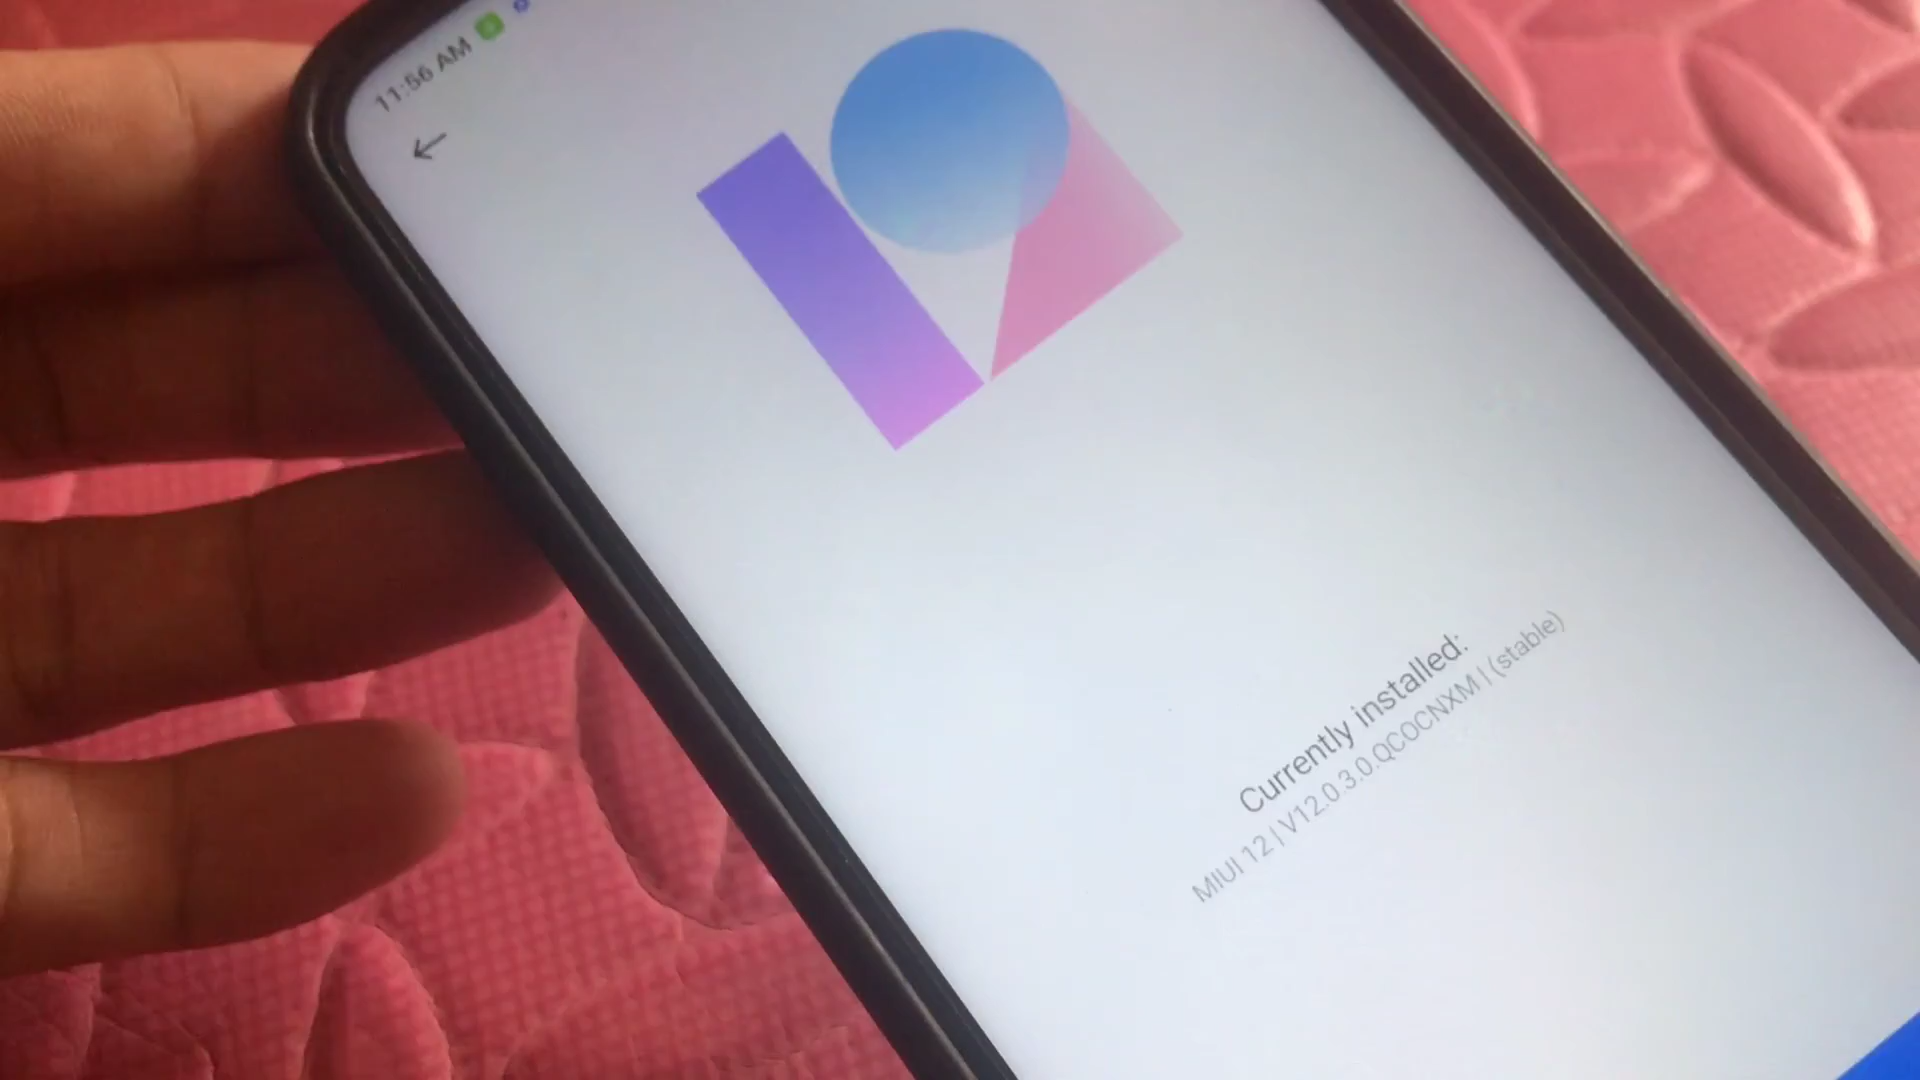 11:56 AM
Currently installed:
MIUI 12 | V12.0.3.0.QCOCNXM | (stable)